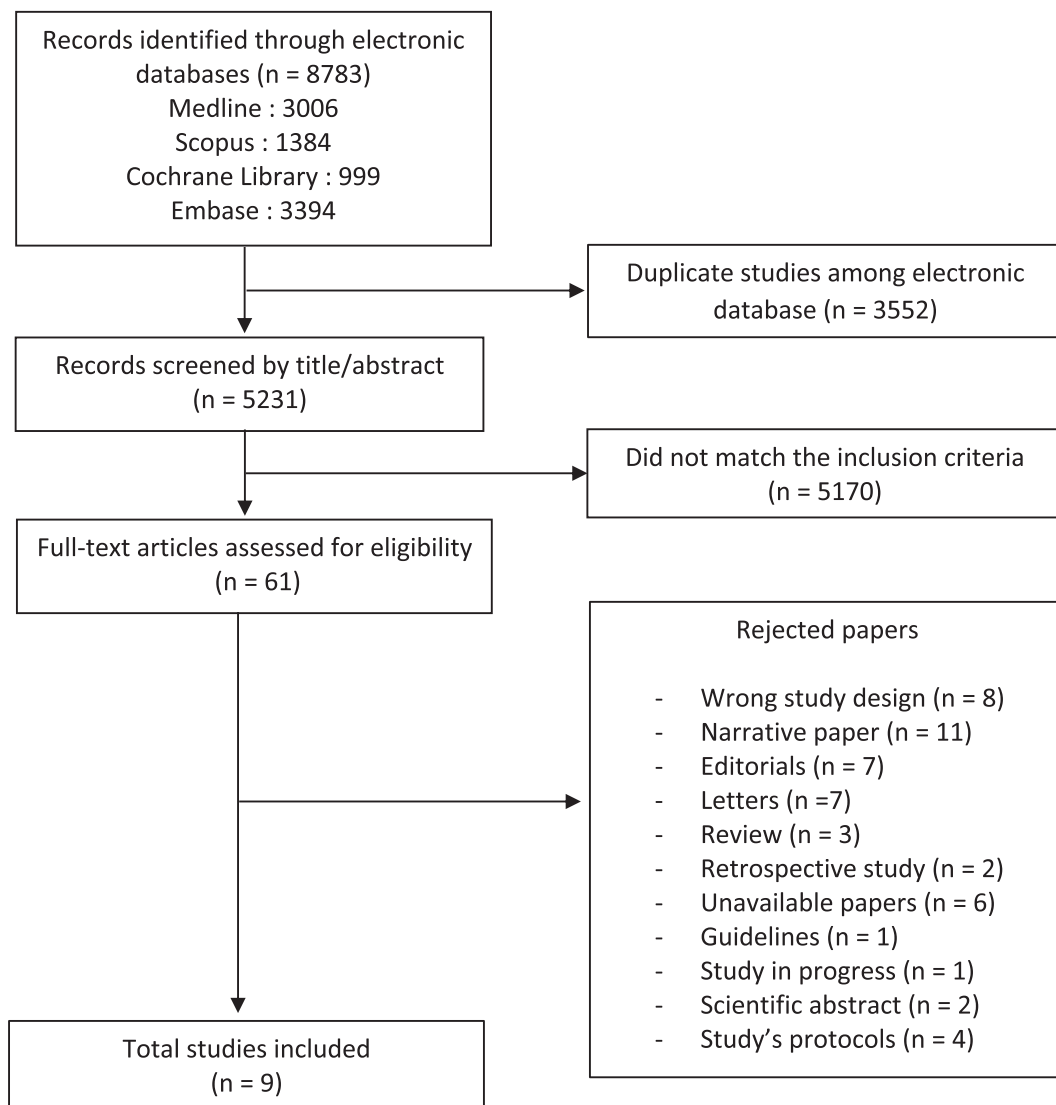 Records identified through electronic
databases (n = 8783)
Medline : 3006
Scopus : 1384
Cochrane Library : 999
Embase : 3394
Duplicate studies among electronic
database (n = 3552)
Records screened by title/abstract
(n = 5231)
Did not match the inclusion criteria
(n = 5170)
Full-text articles assessed for eligibility
(n = 61)
Rejected papers
- Wrong study design (n = 8)
- Narrative paper (n = 11)
- Editorials (n = 7)
- Letters (n =7)
- Review (n = 3)
- Retrospective study (n = 2)
- Unavailable papers (n = 6)
- Guidelines (n = 1)
- Study in progress (n = 1)
- Scientific abstract (n = 2)
- Study’s protocols (n = 4)
Total studies included
(n = 9)